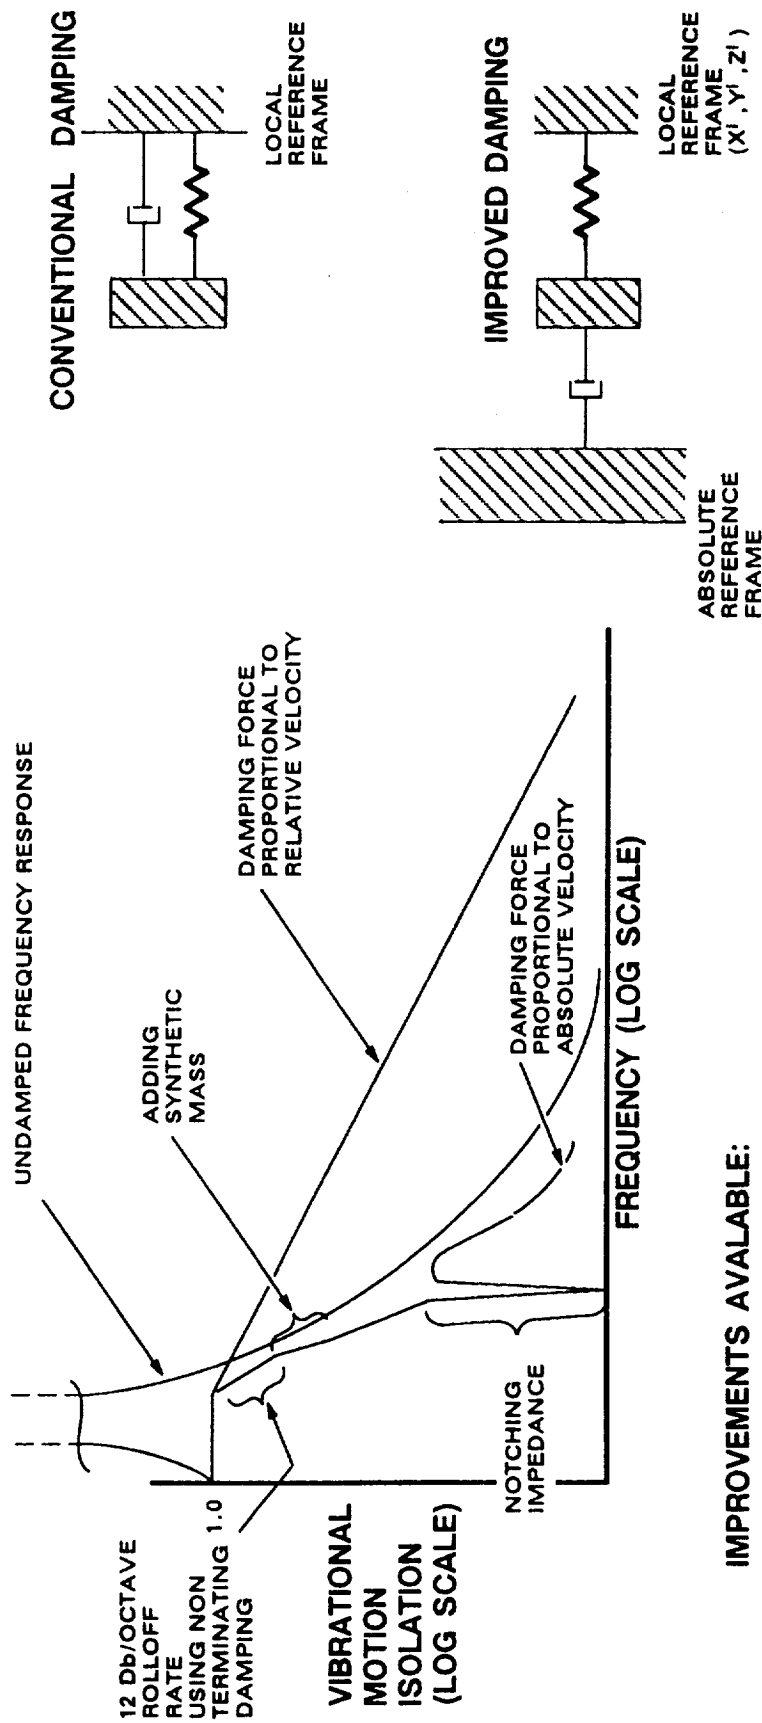 UNDAMPED FREQUENCY RESPONSE
12 Db/OCTAVE
ROLLOFF
RATE
USING NON
TERMINATING
DAMPING
1.0
ADDING
SYNTHETIC
MASS
DAMPING FORCE
PROPORTIONAL TO
RELATIVE VELOCITY
VIBRATIONAL
MOTION
ISOLATION
(LOG SCALE)
NOTCHING
IMPEDANCE
DAMPING FORCE
PROPORTIONAL TO
ABSOLUTE VELOCITY
FREQUENCY (LOG SCALE)
CONVENTIONAL DAMPING
LOCAL
REFERENCE
FRAME
IMPROVED DAMPING
LOCAL
REFERENCE
FRAME
(X', Y', Z')
ABSOLUTE
REFERENCE
FRAME
IMPROVEMENTS AVALABLE: